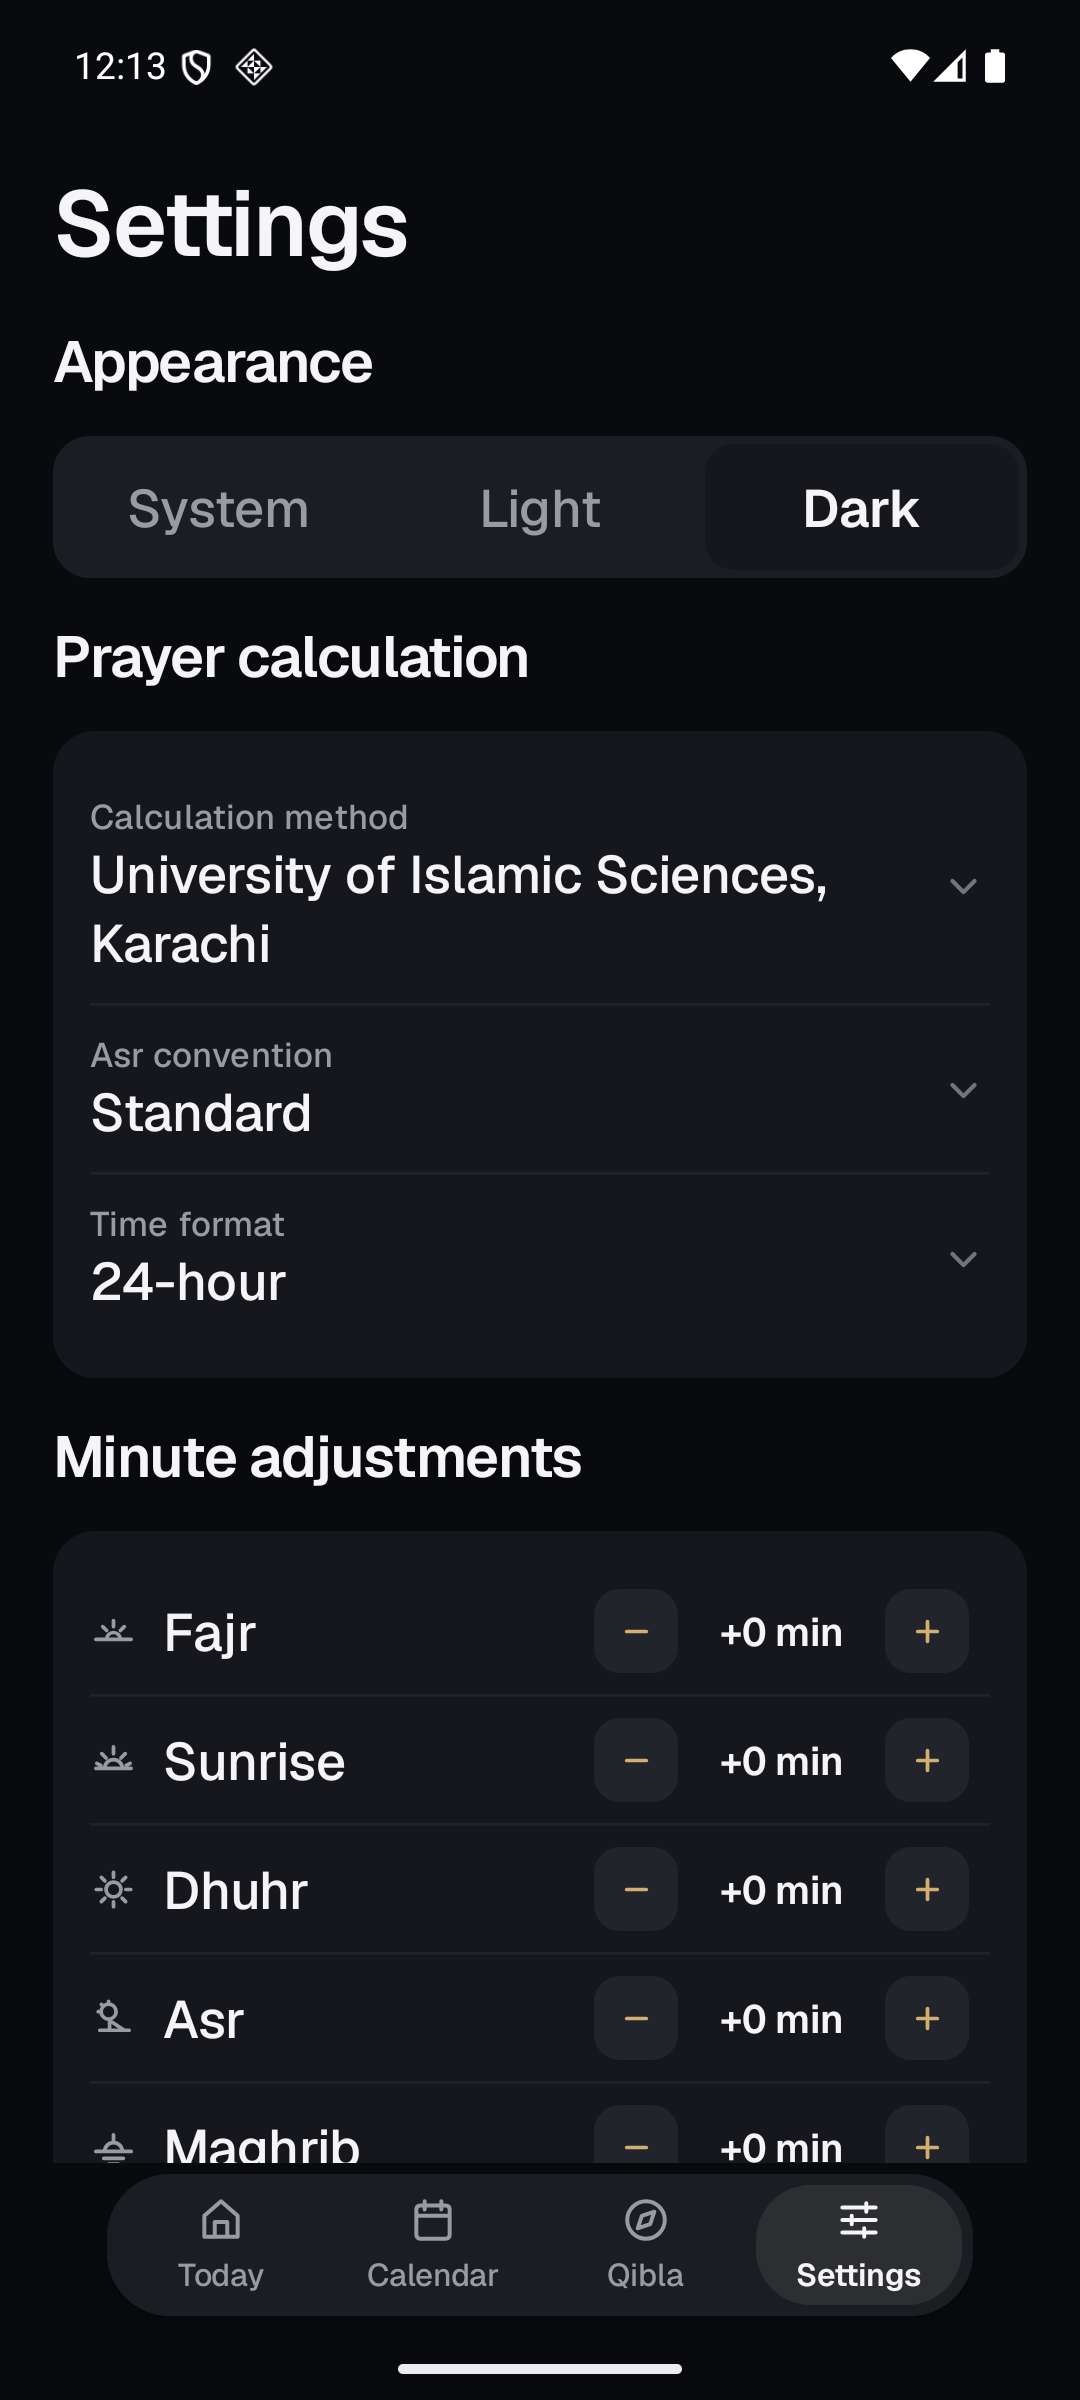 12:13
Settings
Appearance
System Light Dark
Prayer calculation
Calculation method
University of Islamic Sciences,
Karachi
Asr convention
Standard
Time format
24-hour
Minute adjustments
Fajr − +0 min +
Sunrise − +0 min +
Dhuhr − +0 min +
Asr − +0 min +
Maghrib − +0 min +
Today Calendar Qibla Settings